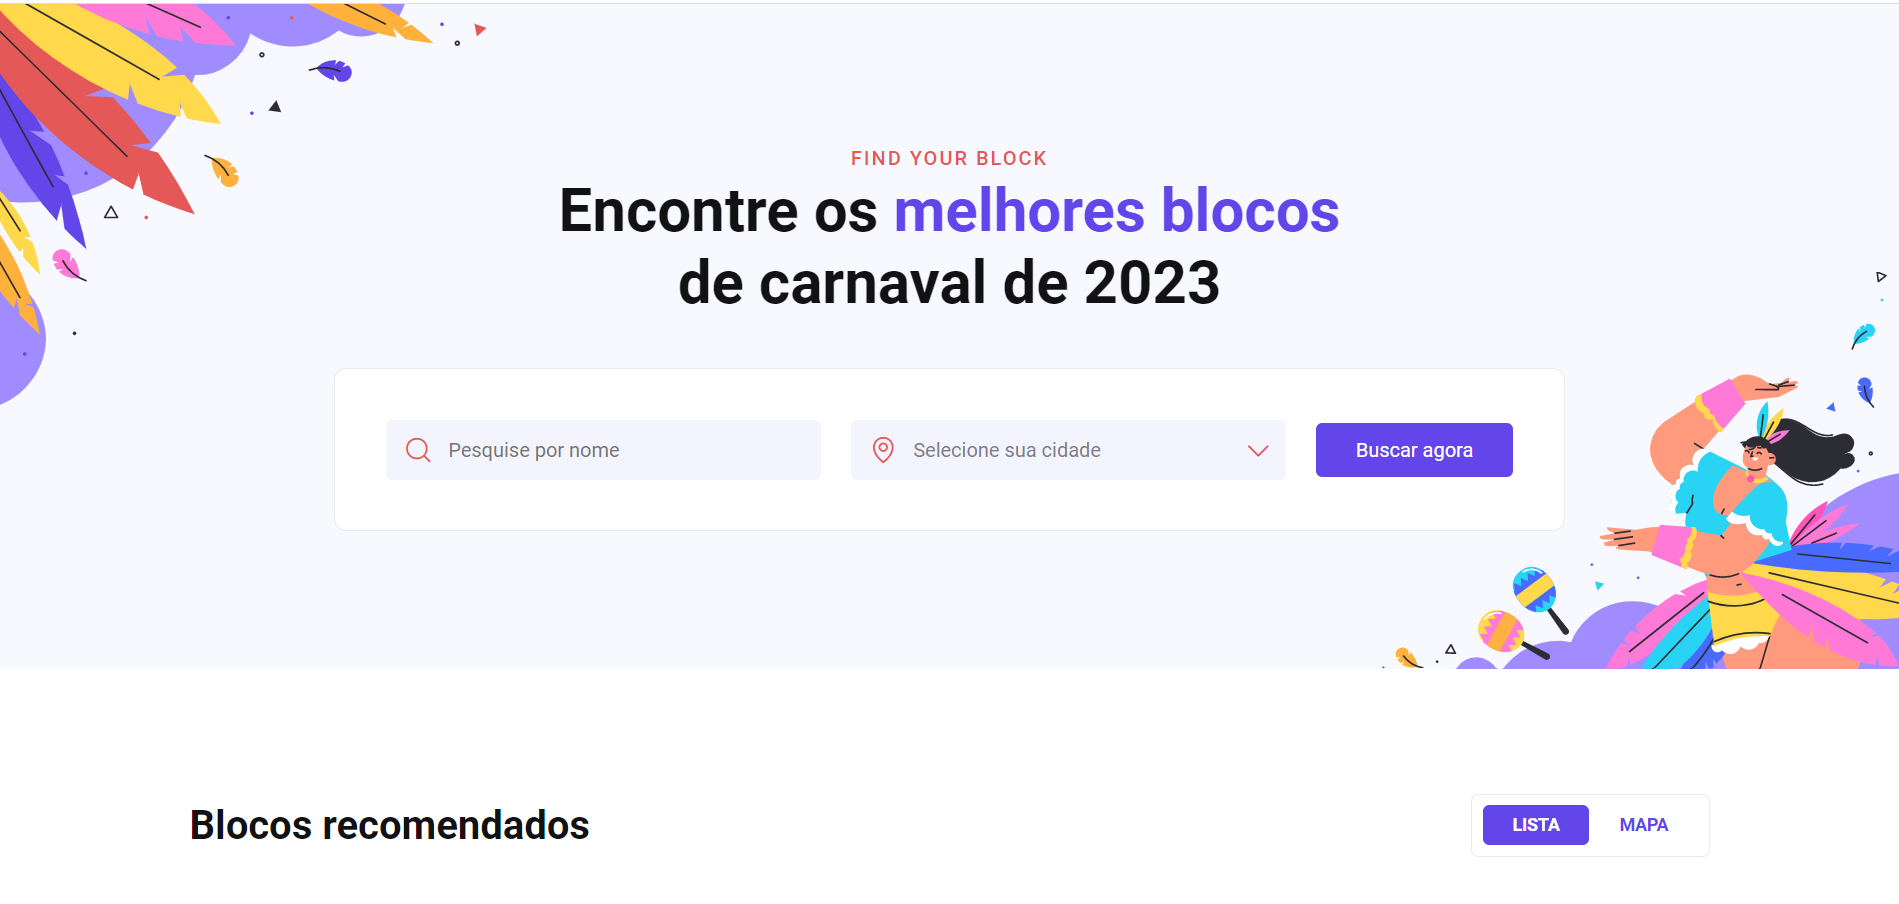 FIND YOUR BLOCK
Encontre os melhores blocos
de carnaval de 2023
Pesquise por nome
Selecione sua cidade
Buscar agora
Blocos recomendados
LISTA
MAPA